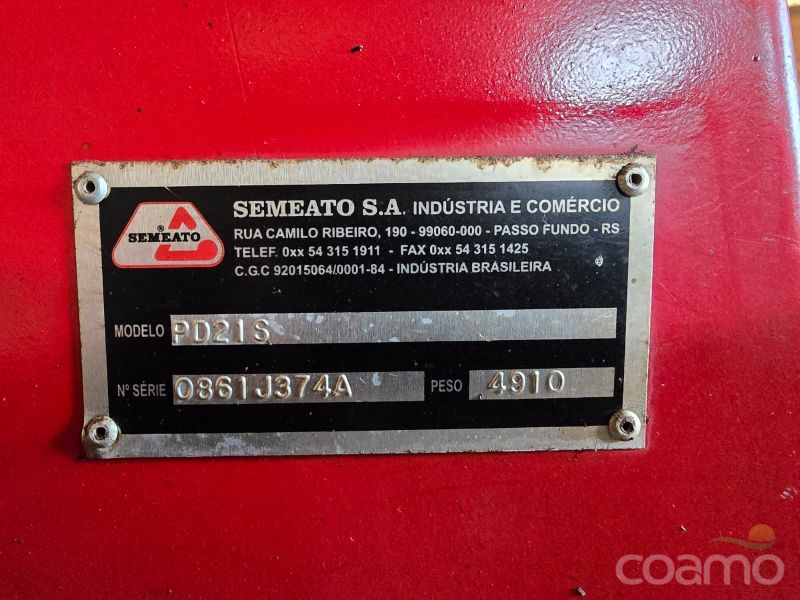 SEMEATO
SEMEATO S.A. INDÚSTRIA E COMÉRCIO
RUA CAMILO RIBEIRO, 190 - 99060-000 - PASSO FUNDO - RS
TELEF. 0xx 54 315 1911 - FAX 0xx 54 315 1425
C.G.C 92015064/0001-84 - INDÚSTRIA BRASILEIRA
MODELO PD21S
Nº SÉRIE 0861J374A PESO 4910
coamo